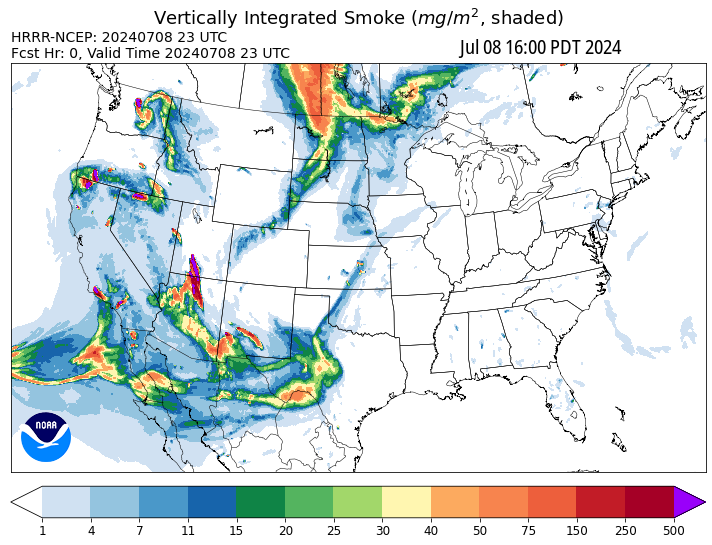 Vertically Integrated Smoke (mg/m², shaded)
HRRR-NCEP: 20240708 23 UTC
Fcst Hr: 0, Valid Time 20240708 23 UTC
Jul 08 16:00 PDT 2024
NOAA
1 4 7 11 15 20 25 30 40 50 75 150 250 500